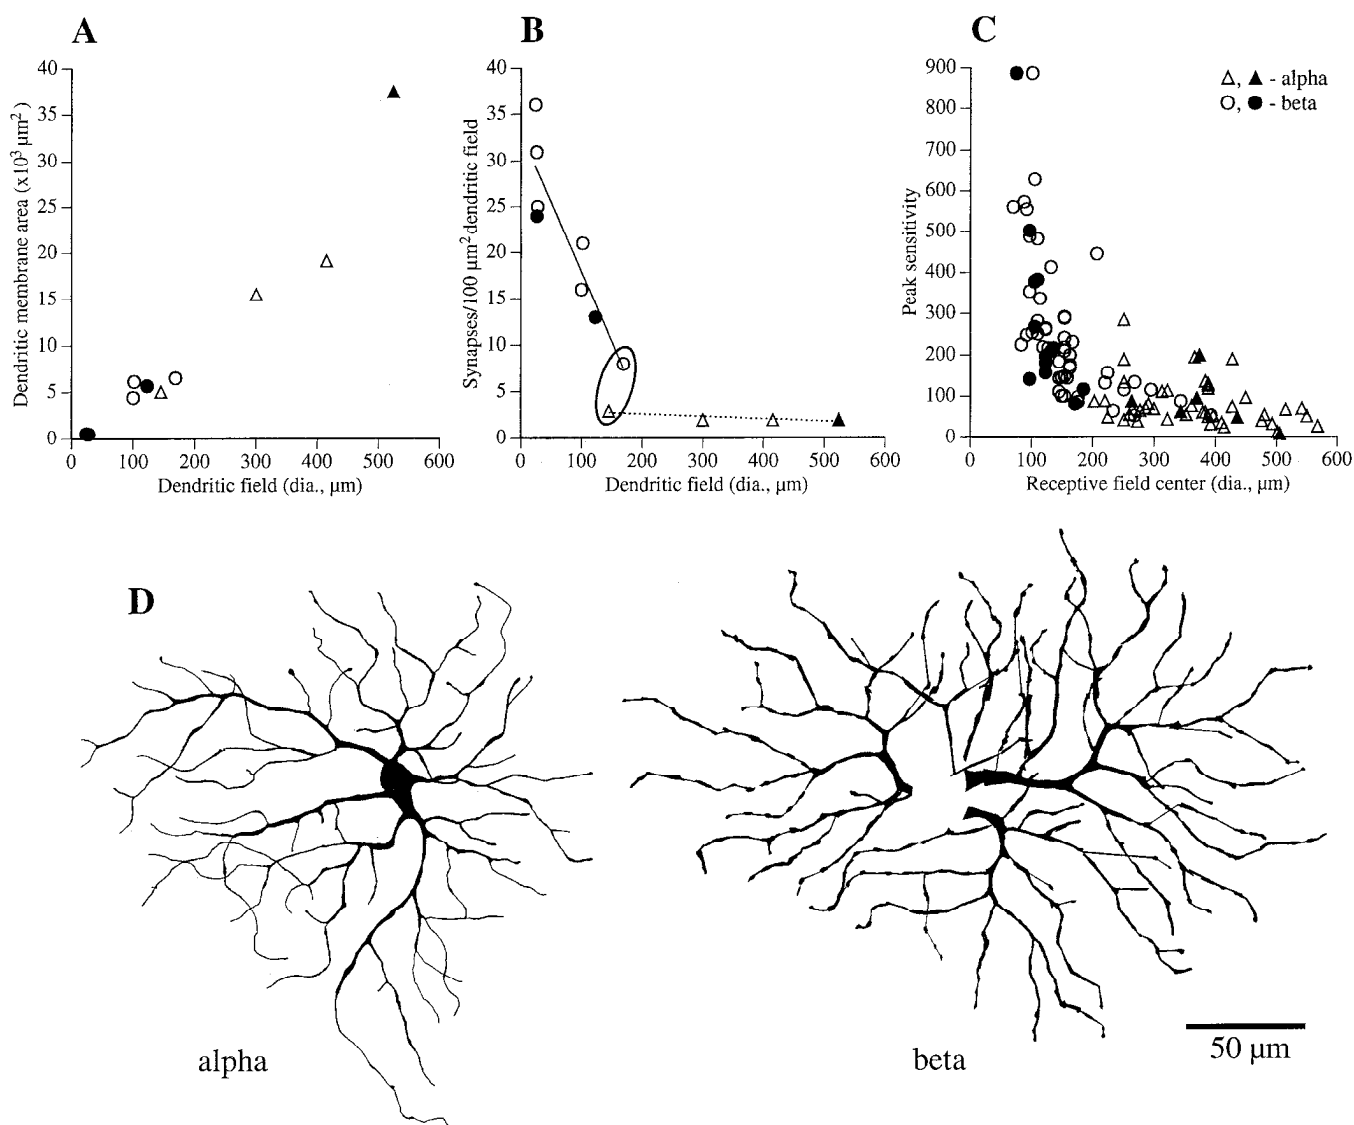 A
B
C
40
35
30
25
20
15
10
5
0
Dendritic membrane area (x10³ µm²)
0 100 200 300 400 500 600
Dendritic field (dia., µm)
40
35
30
25
20
15
10
5
0
Synapses/100 µm² dendritic field
0 100 200 300 400 500 600
Dendritic field (dia., µm)
900
800
700
600
500
400
300
200
100
0
Peak sensitivity
△, ▲ - alpha
○, ● - beta
0 100 200 300 400 500 600
Receptive field center (dia., µm)
D
alpha
beta
50 µm